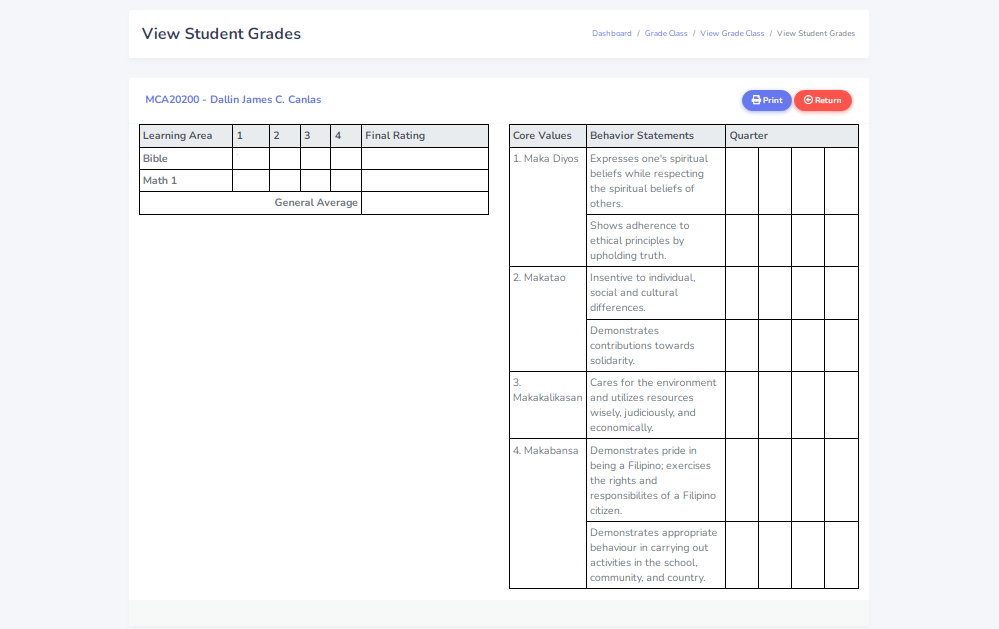 View Student Grades
Dashboard / Grade Class / View Grade Class / View Student Grades
MCA20200 - Dallin James C. Canlas
Print
Return
Learning Area 1 2 3 4 Final Rating
Bible
Math 1
General Average
Core Values Behavior Statements Quarter
1. Maka Diyos
Expresses one's spiritual
beliefs while respecting
the spiritual beliefs of
others.
Shows adherence to
ethical principles by
upholding truth.
2. Makatao
Insentive to individual,
social and cultural
differences.
Demonstrates
contributions towards
solidarity.
3.
Makakalikasan
Cares for the environment
and utilizes resources
wisely, judiciously, and
economically.
4. Makabansa
Demonstrates pride in
being a Filipino; exercises
the rights and
responsibilites of a Filipino
citizen.
Demonstrates appropriate
behaviour in carrying out
activities in the school,
community, and country.